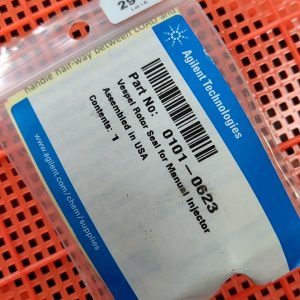 29
handle half-way between LOAD and
Agilent Technologies
Part No: 0101-0623
Vespel Rotor Seal for Manual Injector
Assembled in USA
Contents: 1
www.agilent.com/chem/supplies